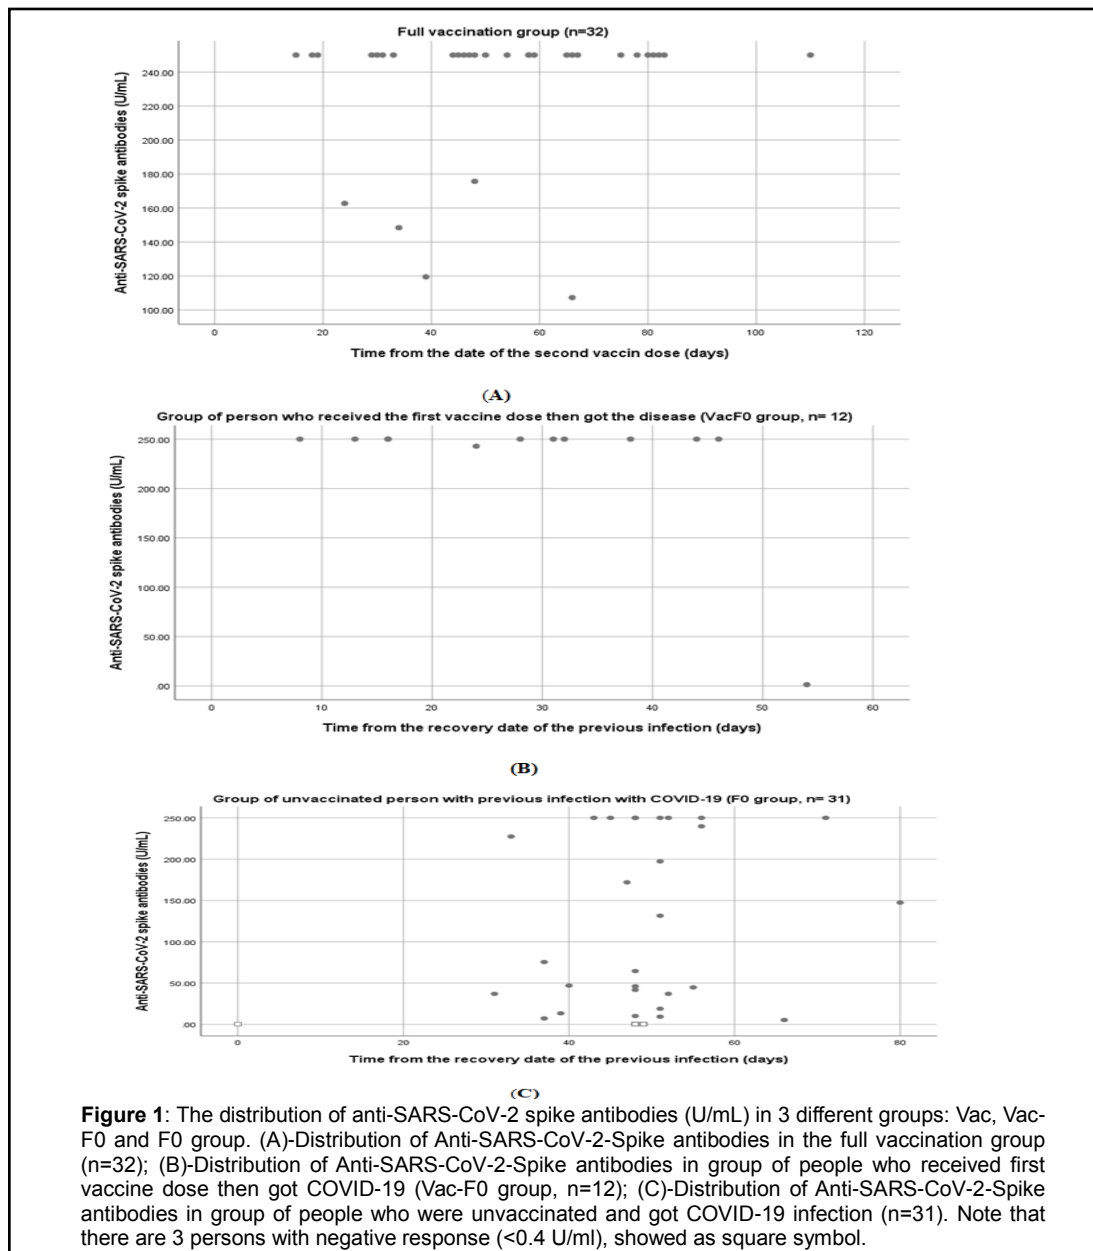 Full vaccination group (n=32)
Anti-SARS-CoV-2 spike antibodies (U/mL)
240.00
220.00
200.00
180.00
160.00
140.00
120.00
100.00
0 20 40 60 80 100 120
Time from the date of the second vaccin dose (days)
(A)
Group of person who received the first vaccine dose then got the disease (VacF0 group, n= 12)
Anti-SARS-CoV-2 spike antibodies (U/mL)
250.00
200.00
150.00
100.00
50.00
.00
0 10 20 30 40 50 60
Time from the recovery date of the previous infection (days)
(B)
Group of unvaccinated person with previous infection with COVID-19 (F0 group, n= 31)
Anti-SARS-CoV-2 spike antibodies (U/mL)
250.00
200.00
150.00
100.00
50.00
.00
0 20 40 60 80
Time from the recovery date of the previous infection (days)
(C)
Figure 1: The distribution of anti-SARS-CoV-2 spike antibodies (U/mL) in 3 different groups: Vac, Vac-
F0 and F0 group. (A)-Distribution of Anti-SARS-CoV-2-Spike antibodies in the full vaccination group
(n=32); (B)-Distribution of Anti-SARS-CoV-2-Spike antibodies in group of people who received first
vaccine dose then got COVID-19 (Vac-F0 group, n=12); (C)-Distribution of Anti-SARS-CoV-2-Spike
antibodies in group of people who were unvaccinated and got COVID-19 infection (n=31). Note that
there are 3 persons with negative response (<0.4 U/ml), showed as square symbol.